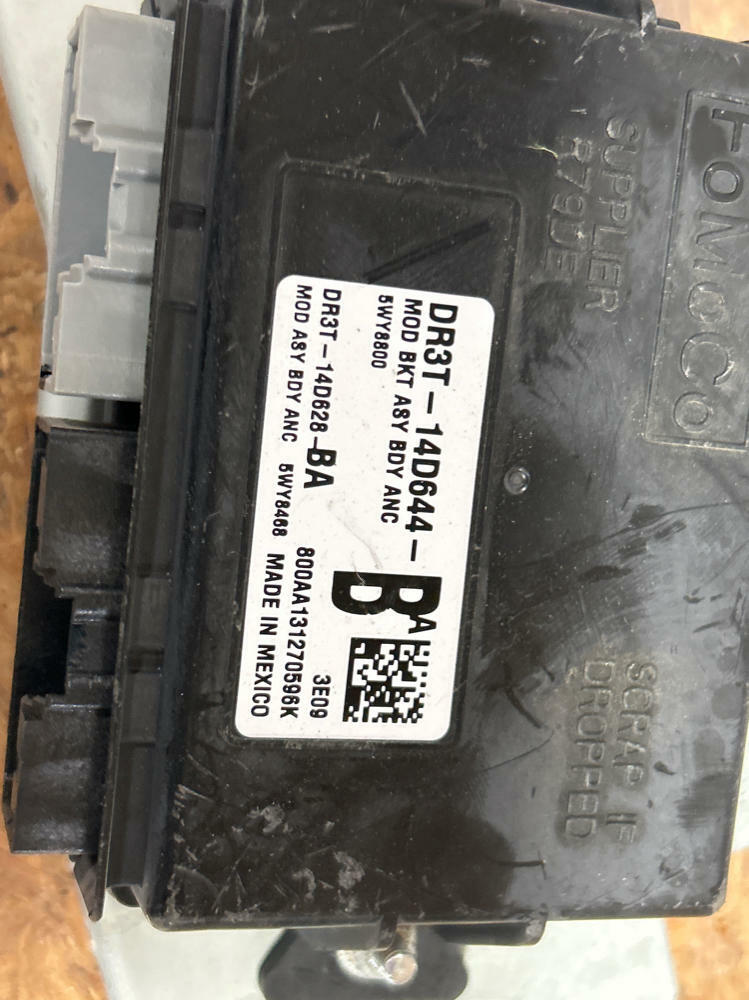 FoMoCo
SUPPLIER
R79UE
SCRAP IF
DROPPED
DR3T-14D644-BA
MOD BKT ASY BDY ANC
5WY8800
B
DR3T-14D628-BA
MOD ASY BDY ANC 5WY8468
3E09
800AA131270596K
MADE IN MEXICO